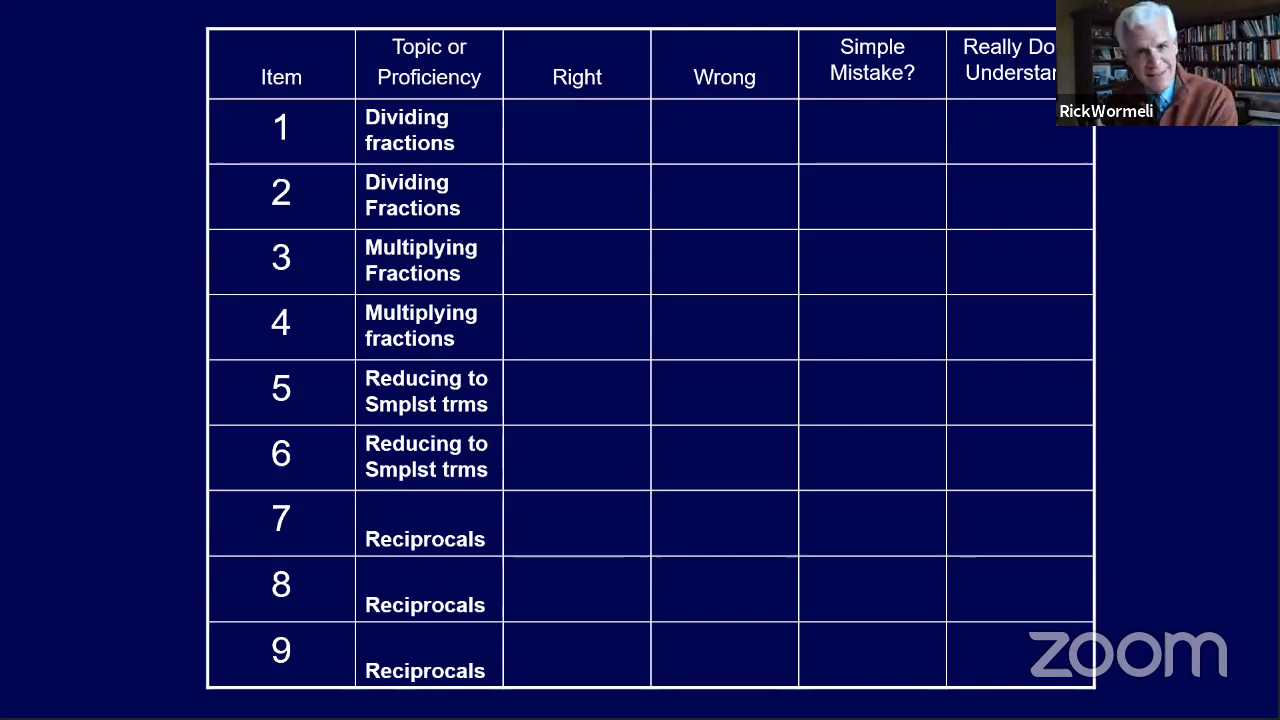 Item
Topic or
Proficiency
Right
Wrong
Simple
Mistake?
Really Do
Understan
RickWormeli
1
Dividing
fractions
2
Dividing
Fractions
3
Multiplying
Fractions
4
Multiplying
fractions
5
Reducing to
Smplst trms
6
Reducing to
Smplst trms
7
Reciprocals
8
Reciprocals
9
Reciprocals
zoom